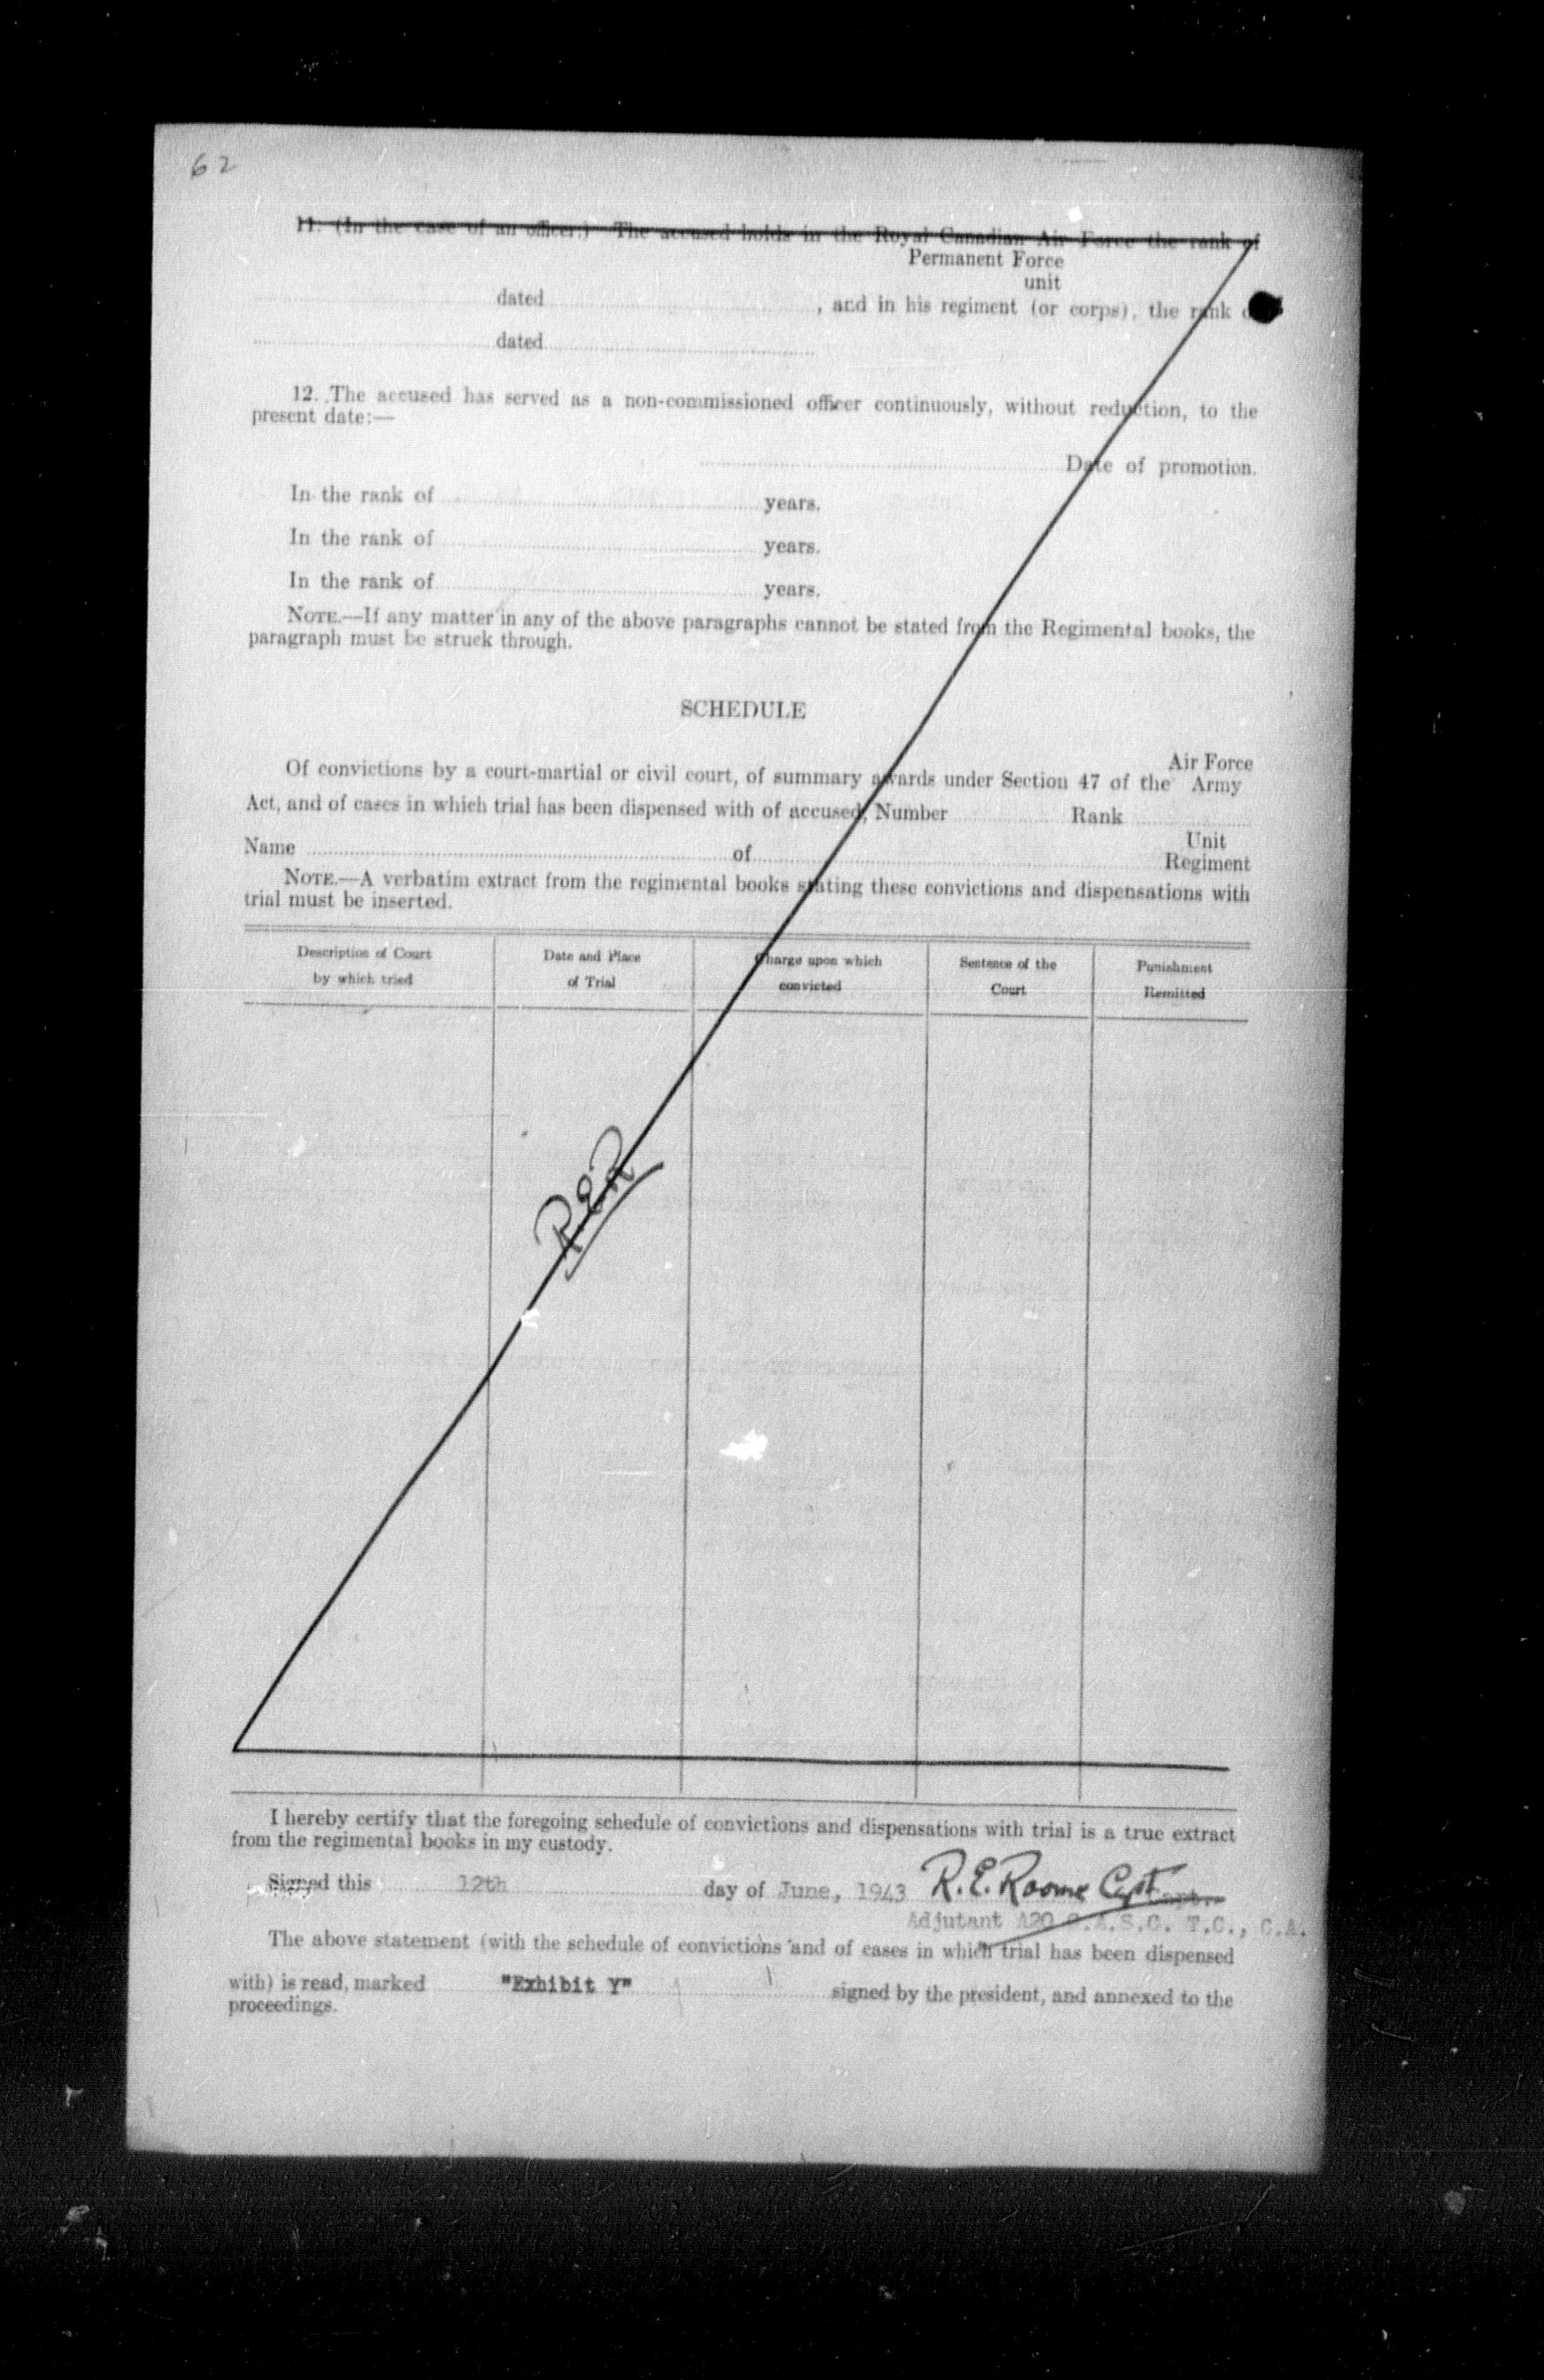 62
11. (In the case of an officer.) The accused holds in the Royal Canadian Air Force the rank of
Permanent Force
unit
dated , and in his regiment (or corps), the rank
dated
12. The accused has served as a non-commissioned officer continuously, without reduction, to the
present date:—
Date of promotion.
In the rank of years.
In the rank of years.
In the rank of years.
NOTE.—If any matter in any of the above paragraphs cannot be stated from the Regimental books, the
paragraph must be struck through.
SCHEDULE
Air Force
Of convictions by a court-martial or civil court, of summary awards under Section 47 of the Army
Act, and of cases in which trial has been dispensed with of accused, Number Rank
Unit
Name of Regiment
NOTE.—A verbatim extract from the regimental books stating these convictions and dispensations with
trial must be inserted.
Description of Court Date and Place Charge upon which Sentence of the Punishment
by which tried of Trial convicted Court Remitted
R.E.R
I hereby certify that the foregoing schedule of convictions and dispensations with trial is a true extract
from the regimental books in my custody.
Signed this 12th day of June, 1943 R.E. Roome Capt
Adjutant A20 C.A.S.C. T.C., C.A.
The above statement (with the schedule of convictions and of cases in which trial has been dispensed
with) is read, marked "Exhibit Y" signed by the president, and annexed to the
proceedings.